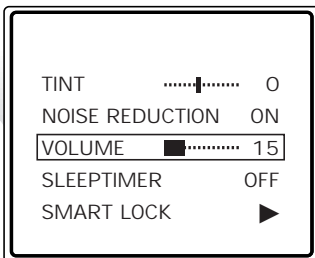 TINT 0
NOISE REDUCTION ON
VOLUME 15
SLEEPTIMER OFF
SMART LOCK